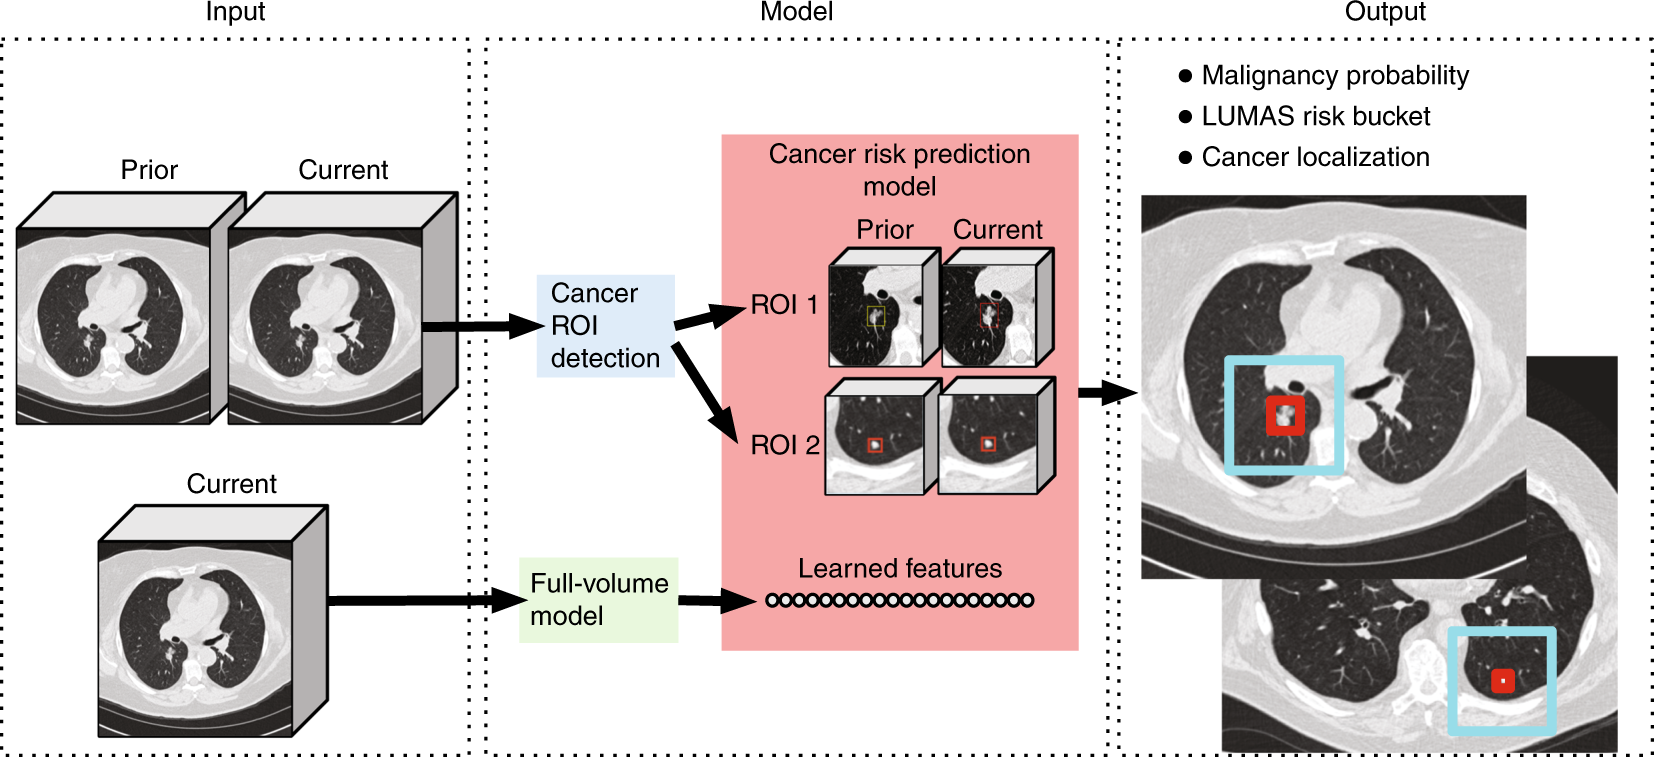 Input
Model
Output
Prior
Current
Current
Cancer
ROI
detection
Full-volume
model
Cancer risk prediction
model
Prior
Current
ROI 1
ROI 2
Learned features
● Malignancy probability
● LUMAS risk bucket
● Cancer localization